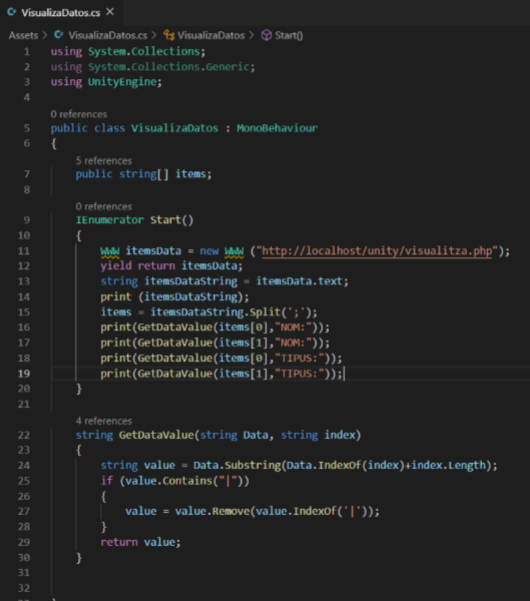 VisualizaDatos.cs
Assets > VisualizaDatos.cs > VisualizaDatos > Start()
1 using System.Collections;
2 using System.Collections.Generic;
3 using UnityEngine;
4
0 references
5 public class VisualizaDatos : MonoBehaviour
6 {
5 references
7 public string[] items;
8
0 references
9 IEnumerator Start()
10 {
11 WWW itemsData = new WWW ("http://localhost/unity/visualitza.php");
12 yield return itemsData;
13 string itemsDataString = itemsData.text;
14 print (itemsDataString);
15 items = itemsDataString.Split(';');
16 print(GetDataValue(items[0],"NOM:"));
17 print(GetDataValue(items[1],"NOM:"));
18 print(GetDataValue(items[0],"TIPUS:"));
19 print(GetDataValue(items[1],"TIPUS:"));
20 }
21
4 references
22 string GetDataValue(string Data, string index)
23 {
24 string value = Data.Substring(Data.IndexOf(index)+index.Length);
25 if (value.Contains("|"))
26 {
27 value = value.Remove(value.IndexOf('|'));
28 }
29 return value;
30 }
31
32